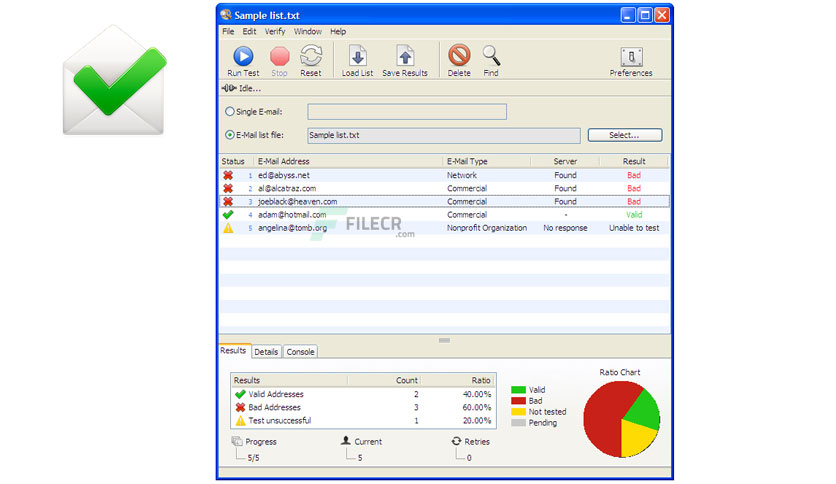 Sample list.txt
File Edit Verify Window Help
Run Test Stop Reset Load List Save Results Delete Find Preferences
Idle...
Single E-mail:
E-Mail list file: Sample list.txt Select...
Status E-Mail Address E-Mail Type Server Result
1 ed@abyss.net Network Found Bad
2 al@alcatraz.com Commercial Found Bad
3 joeblack@heaven.com Commercial Found Bad
4 adam@hotmail.com Commercial - Valid
5 angelina@tomb.org Nonprofit Organization No response Unable to test
FILECR
.com
Results Details Console
Results Count Ratio
Valid Addresses 2 40.00%
Bad Addresses 3 60.00%
Test unsuccessful 1 20.00%
Progress Current Retries
5/5 5 0
Ratio Chart
Valid
Bad
Not tested
Pending